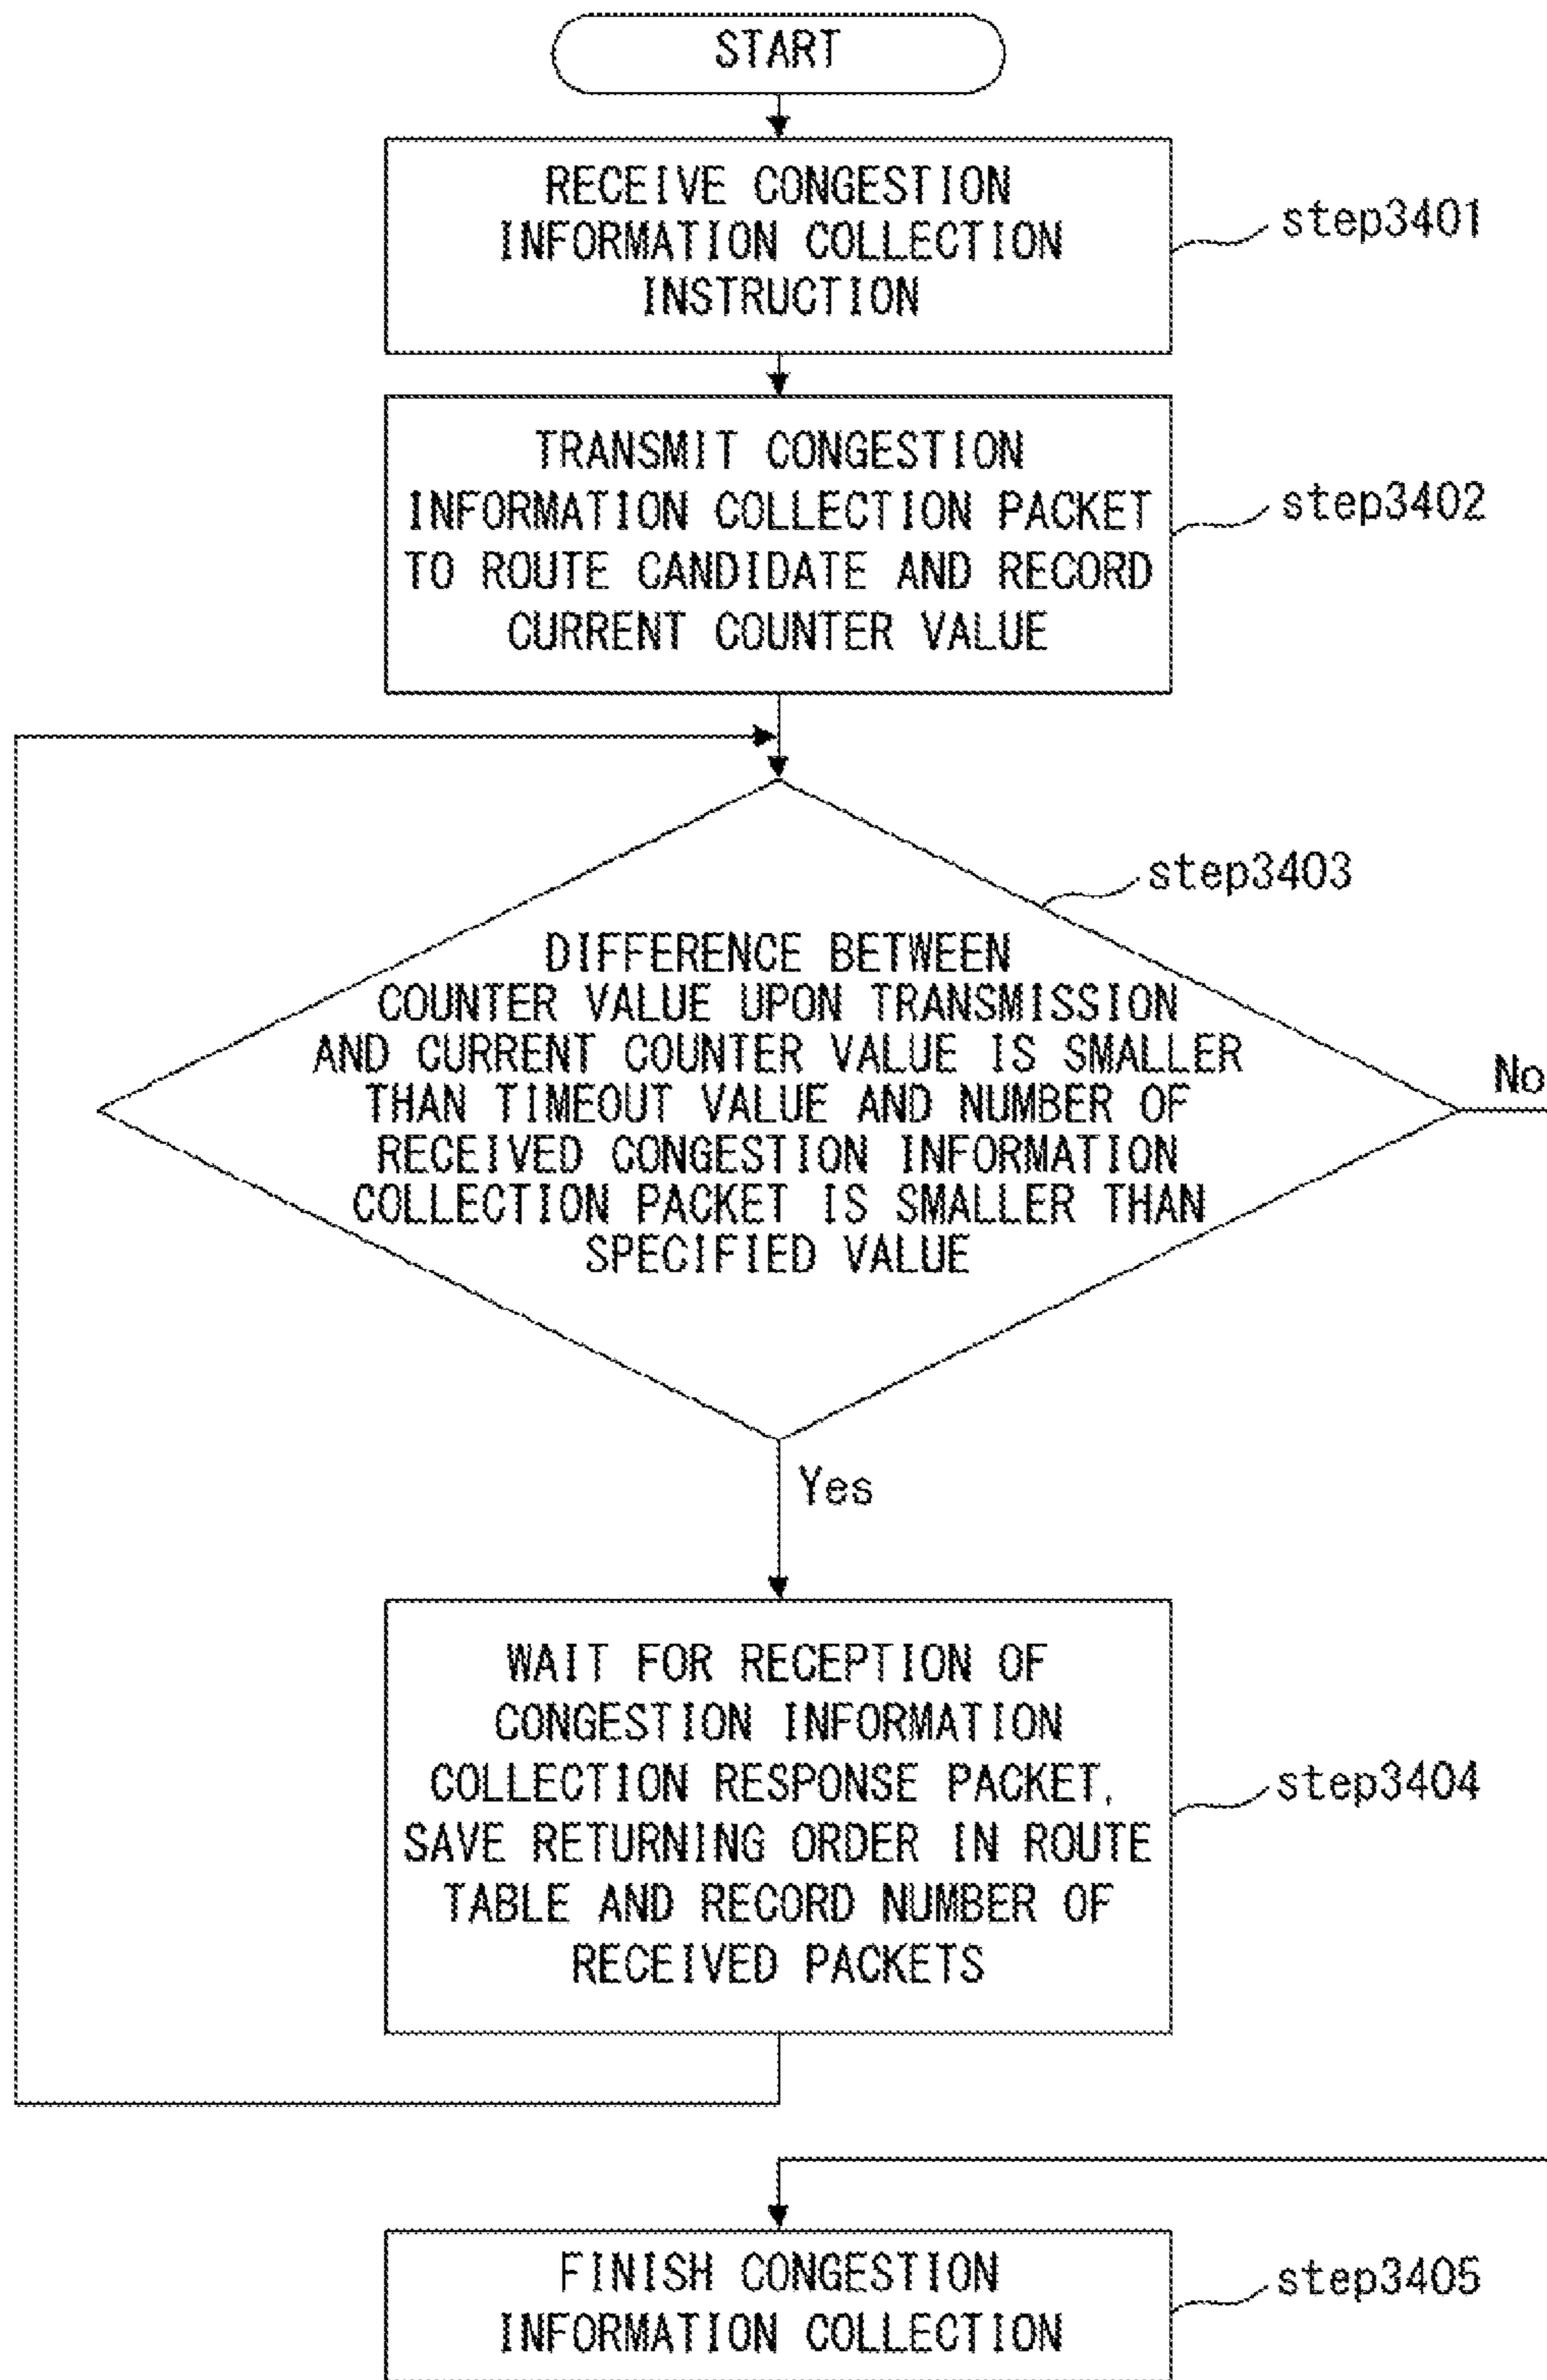 START
RECEIVE CONGESTION
INFORMATION COLLECTION
INSTRUCTION
step3401
TRANSMIT CONGESTION
INFORMATION COLLECTION PACKET
TO ROUTE CANDIDATE AND RECORD
CURRENT COUNTER VALUE
step3402
step3403
DIFFERENCE BETWEEN
COUNTER VALUE UPON TRANSMISSION
AND CURRENT COUNTER VALUE IS SMALLER
THAN TIMEOUT VALUE AND NUMBER OF
RECEIVED CONGESTION INFORMATION
COLLECTION PACKET IS SMALLER THAN
SPECIFIED VALUE
No
Yes
WAIT FOR RECEPTION OF
CONGESTION INFORMATION
COLLECTION RESPONSE PACKET,
SAVE RETURNING ORDER IN ROUTE
TABLE AND RECORD NUMBER OF
RECEIVED PACKETS
step3404
FINISH CONGESTION
INFORMATION COLLECTION
step3405